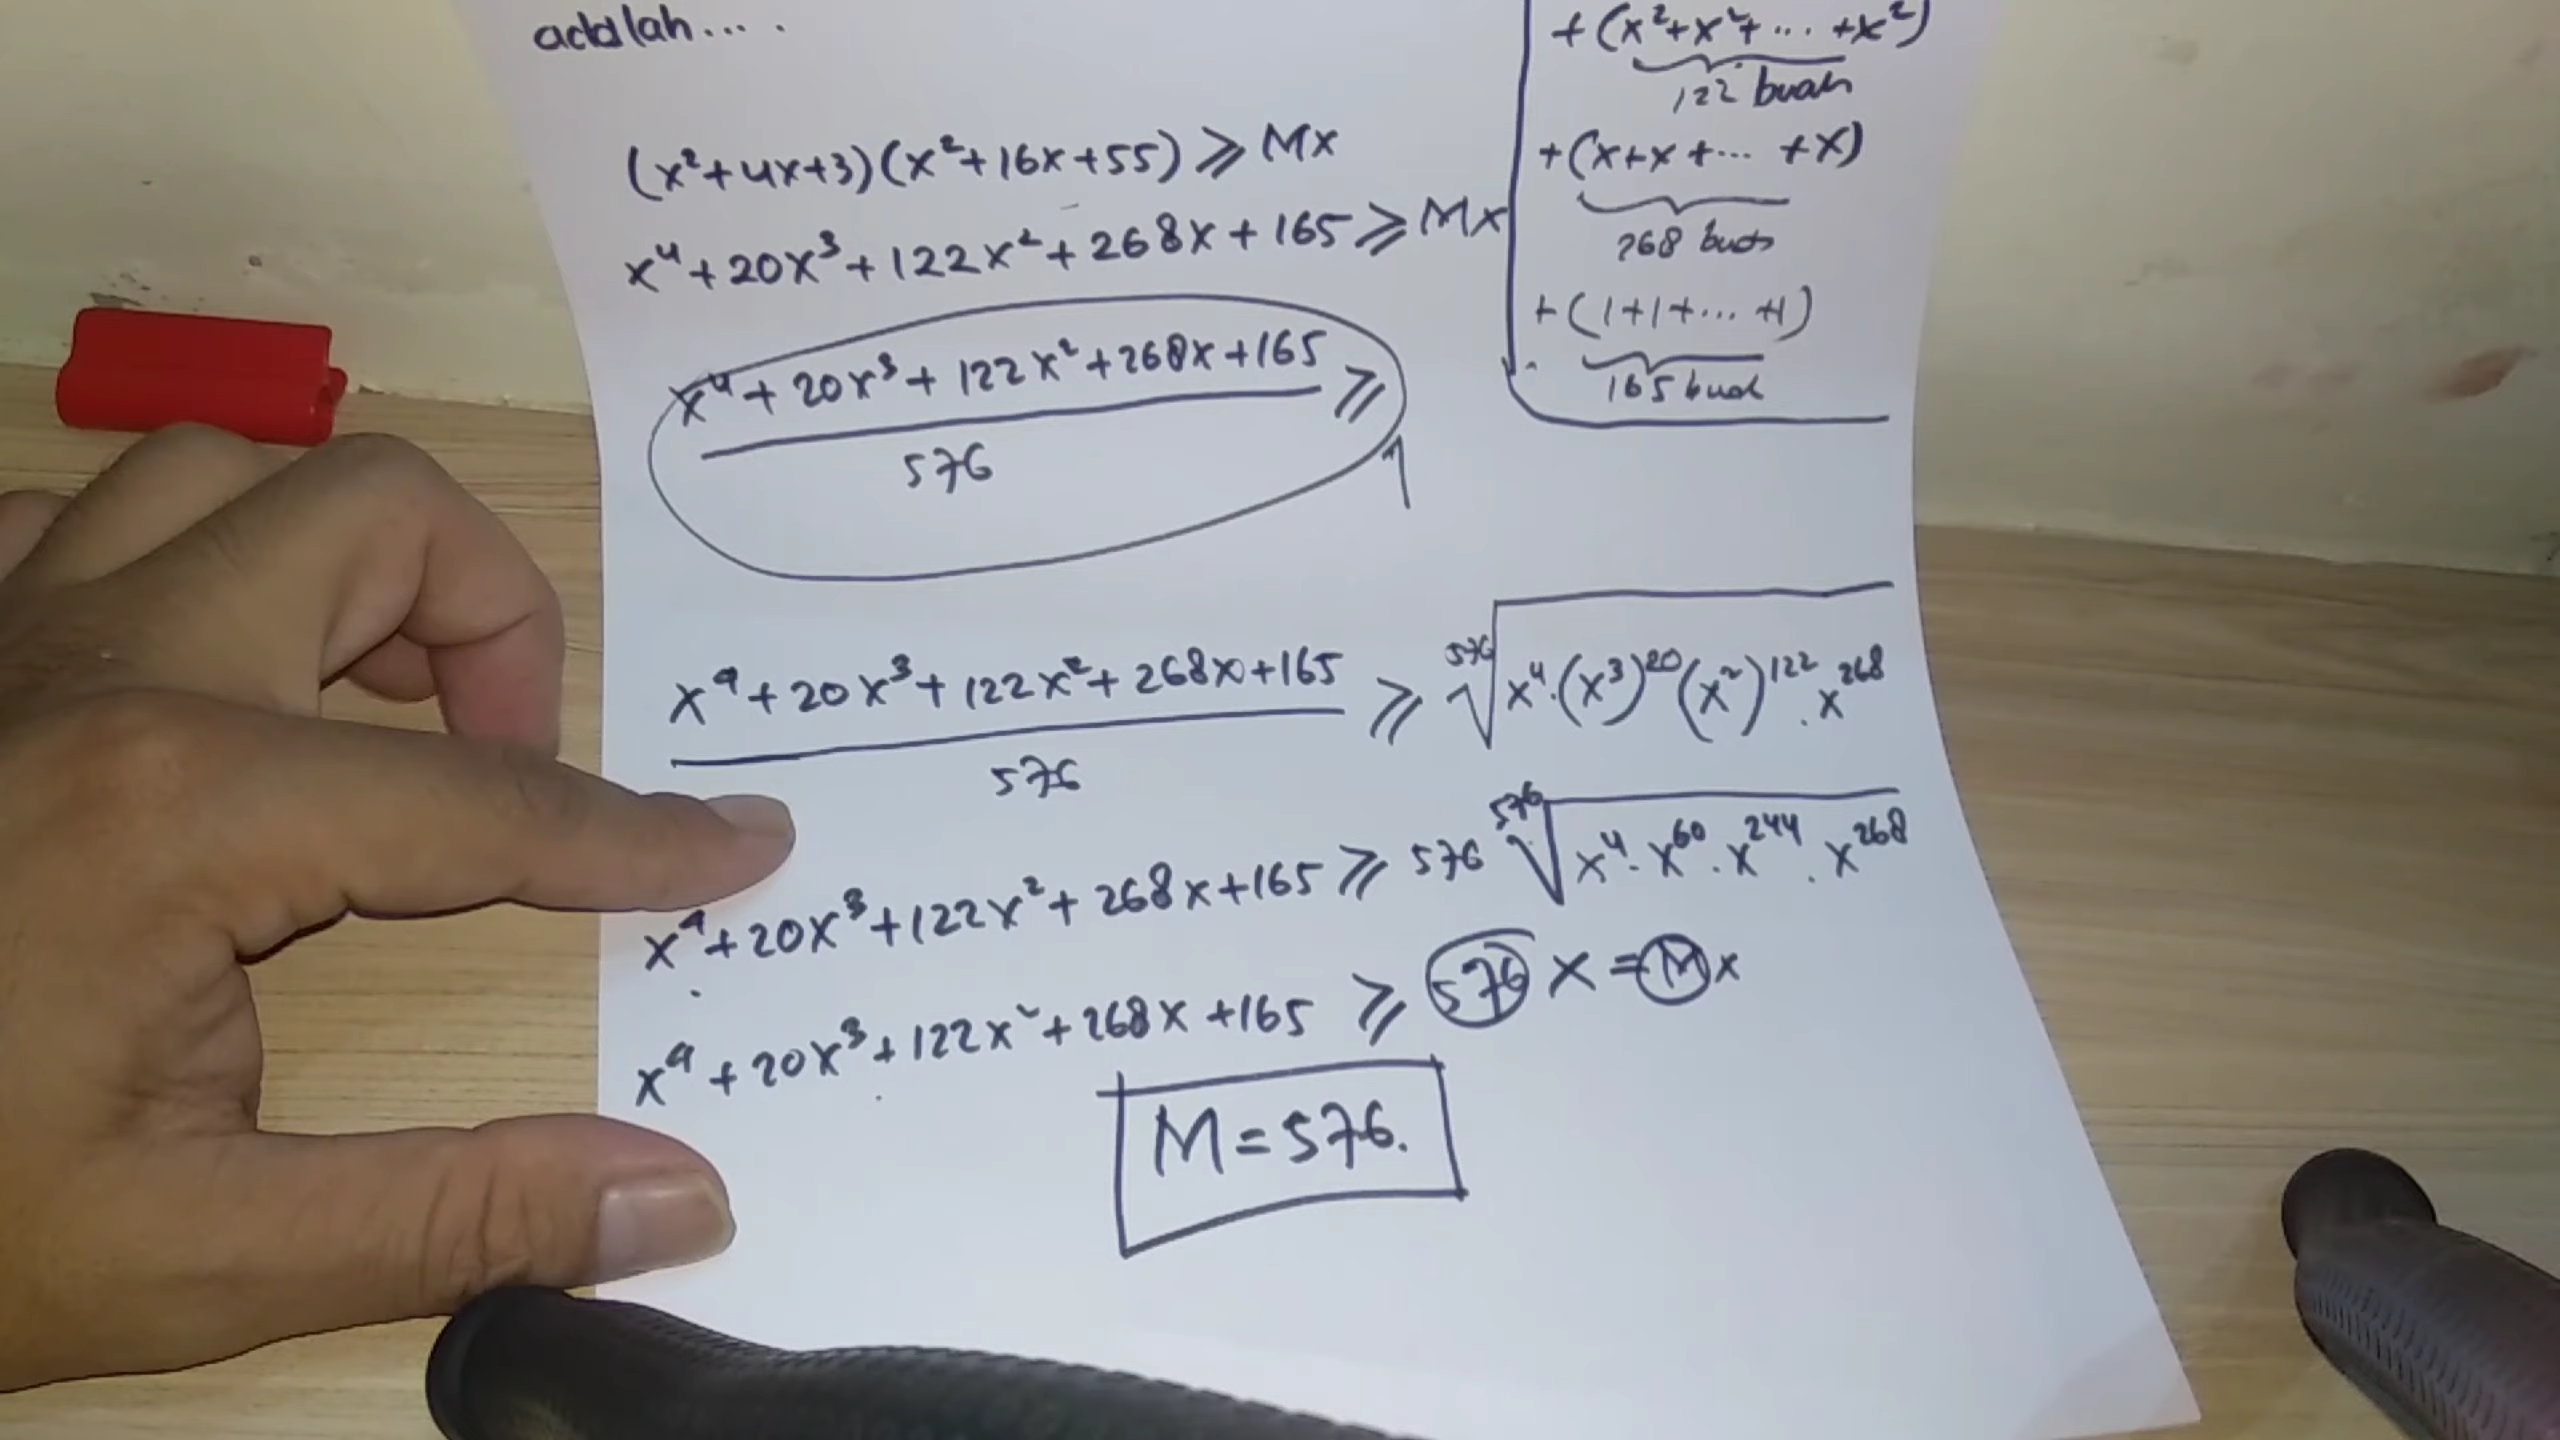 adalah....
(x²+4x+3)(x²+16x+55) ⩾ Mx
x⁴+20x³+122x²+268x+165 ⩾ Mx
x⁴+20x³+122x²+268x+165 ⩾
576
x⁴+20x³+122x²+268x+165 ⩾ ⁵⁷⁶√x⁴.(x³)²⁰(x²)¹²².x²⁶⁸
576
x⁴+20x³+122x²+268x+165 ⩾ 576 ⁵⁷⁶√x⁴.x⁶⁰.x²⁴⁴.x²⁶⁸
x⁴+20x³+122x²+268x+165 ⩾ 576 x = Mx
M=576.
+(x²+x²+...+x²)
122 buah
+(x+x+...+x)
268 buah
+(1+1+...+1)
165 buah